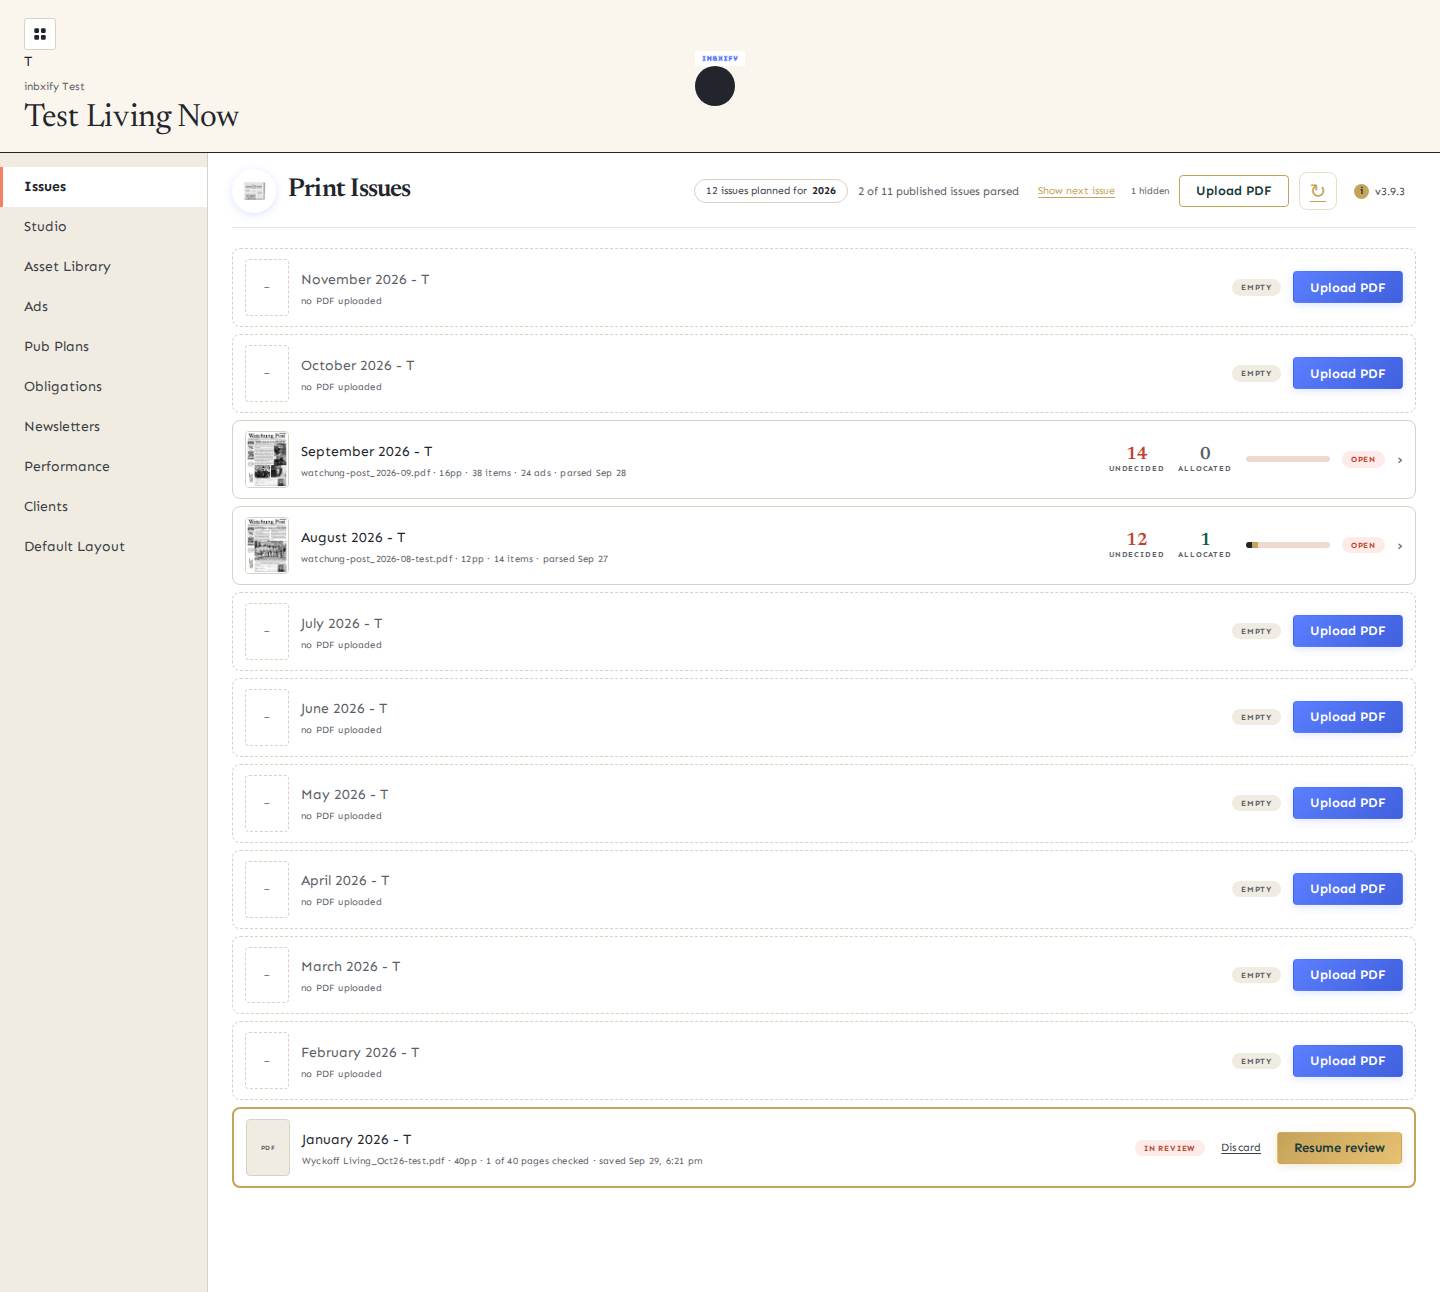 T
inbxify Test
Test Living Now
INBXIFY
Issues
Studio
Asset Library
Ads
Pub Plans
Obligations
Newsletters
Performance
Clients
Default Layout
Print Issues
12 issues planned for 2026
2 of 11 published issues parsed
Show next issue
1 hidden
Upload PDF
↻
i
v3.9.3
–
November 2026 - T
no PDF uploaded
EMPTY
Upload PDF
–
October 2026 - T
no PDF uploaded
EMPTY
Upload PDF
Watchung Post
September 2026 - T
watchung-post_2026-09.pdf · 16pp · 38 items · 24 ads · parsed Sep 28
14
UNDECIDED
0
ALLOCATED
OPEN
›
Watchung Post
August 2026 - T
watchung-post_2026-08-test.pdf · 12pp · 14 items · parsed Sep 27
12
UNDECIDED
1
ALLOCATED
OPEN
›
–
July 2026 - T
no PDF uploaded
EMPTY
Upload PDF
–
June 2026 - T
no PDF uploaded
EMPTY
Upload PDF
–
May 2026 - T
no PDF uploaded
EMPTY
Upload PDF
–
April 2026 - T
no PDF uploaded
EMPTY
Upload PDF
–
March 2026 - T
no PDF uploaded
EMPTY
Upload PDF
–
February 2026 - T
no PDF uploaded
EMPTY
Upload PDF
PDF
January 2026 - T
Wyckoff Living_Oct26-test.pdf · 40pp · 1 of 40 pages checked · saved Sep 29, 6:21 pm
IN REVIEW
Discard
Resume review